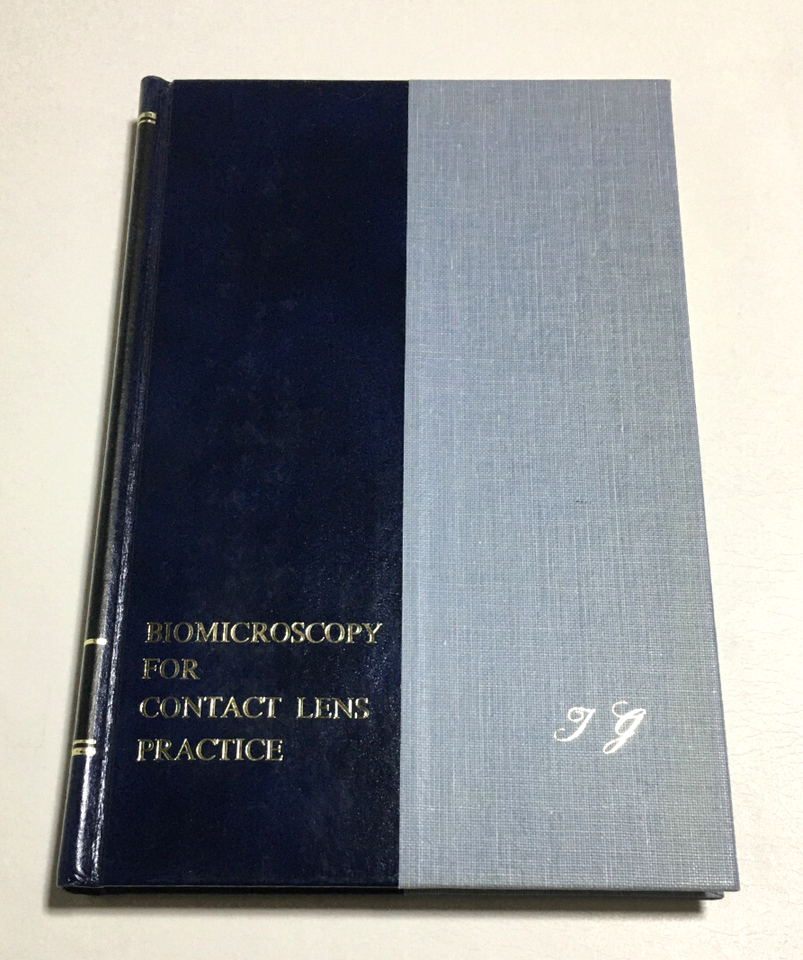 BIOMICROSCOPY
FOR
CONTACT LENS
PRACTICE
T G